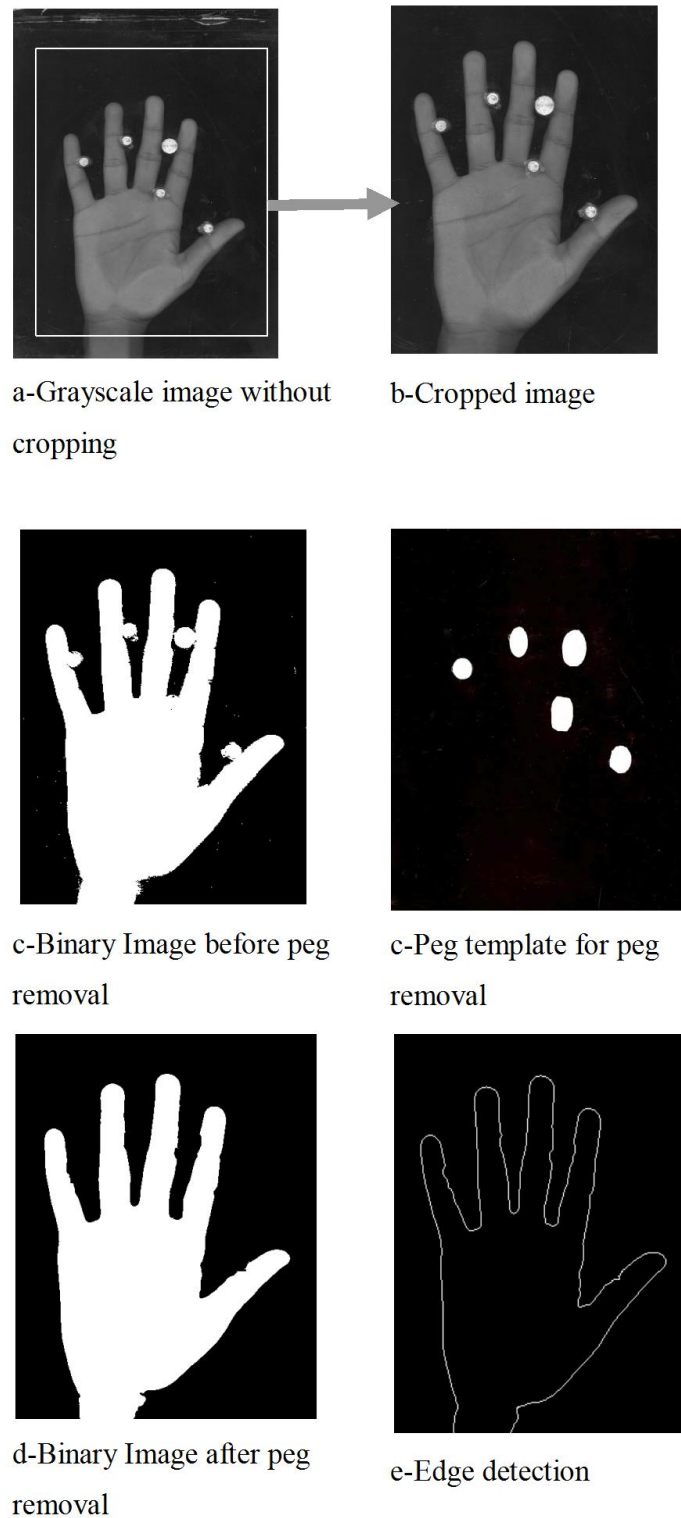 a-Grayscale image without
cropping
b-Cropped image
c-Binary Image before peg
removal
c-Peg template for peg
removal
d-Binary Image after peg
removal
e-Edge detection